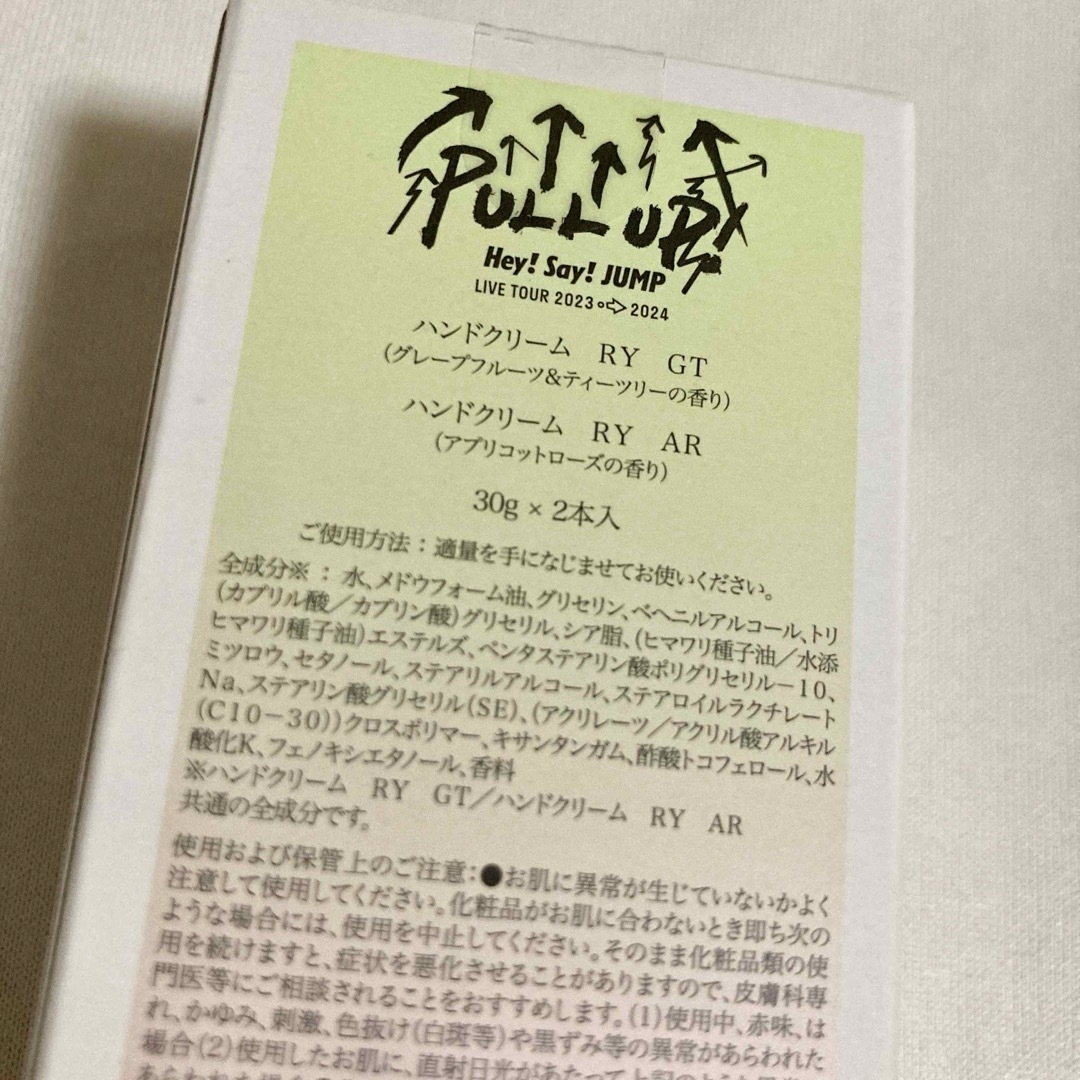 PULL UP!
Hey! Say! JUMP
LIVE TOUR 2023⇨2024
ハンドクリーム RY GT
(グレープフルーツ&ティーツリーの香り)
ハンドクリーム RY AR
(アプリコットローズの香り)
30g × 2本入
ご使用方法：適量を手になじませてお使いください。
全成分※：水、メドウフォーム油、グリセリン、ベヘニルアルコール、トリ
(カプリル酸／カプリン酸)グリセリル、シア脂、(ヒマワリ種子油／水添
ヒマワリ種子油)エステルズ、ペンタステアリン酸ポリグリセリル－10、
ミツロウ、セタノール、ステアリルアルコール、ステアロイルラクチレート
Na、ステアリン酸グリセリル(SE)、(アクリレーツ／アクリル酸アルキル
(C10－30))クロスポリマー、キサンタンガム、酢酸トコフェロール、水
酸化K、フェノキシエタノール、香料
※ハンドクリーム RY GT／ハンドクリーム RY AR
共通の全成分です。
使用および保管上のご注意：●お肌に異常が生じていないかよく
注意して使用してください。化粧品がお肌に合わないとき即ち次の
ような場合には、使用を中止してください。そのまま化粧品類の使
用を続けますと、症状を悪化させることがありますので、皮膚科専
門医等にご相談されることをおすすめします。(1)使用中、赤味、は
れ、かゆみ、刺激、色抜け(白斑等)や黒ずみ等の異常があらわれた
場合(2)使用したお肌に、直射日光があたって上記のような異常